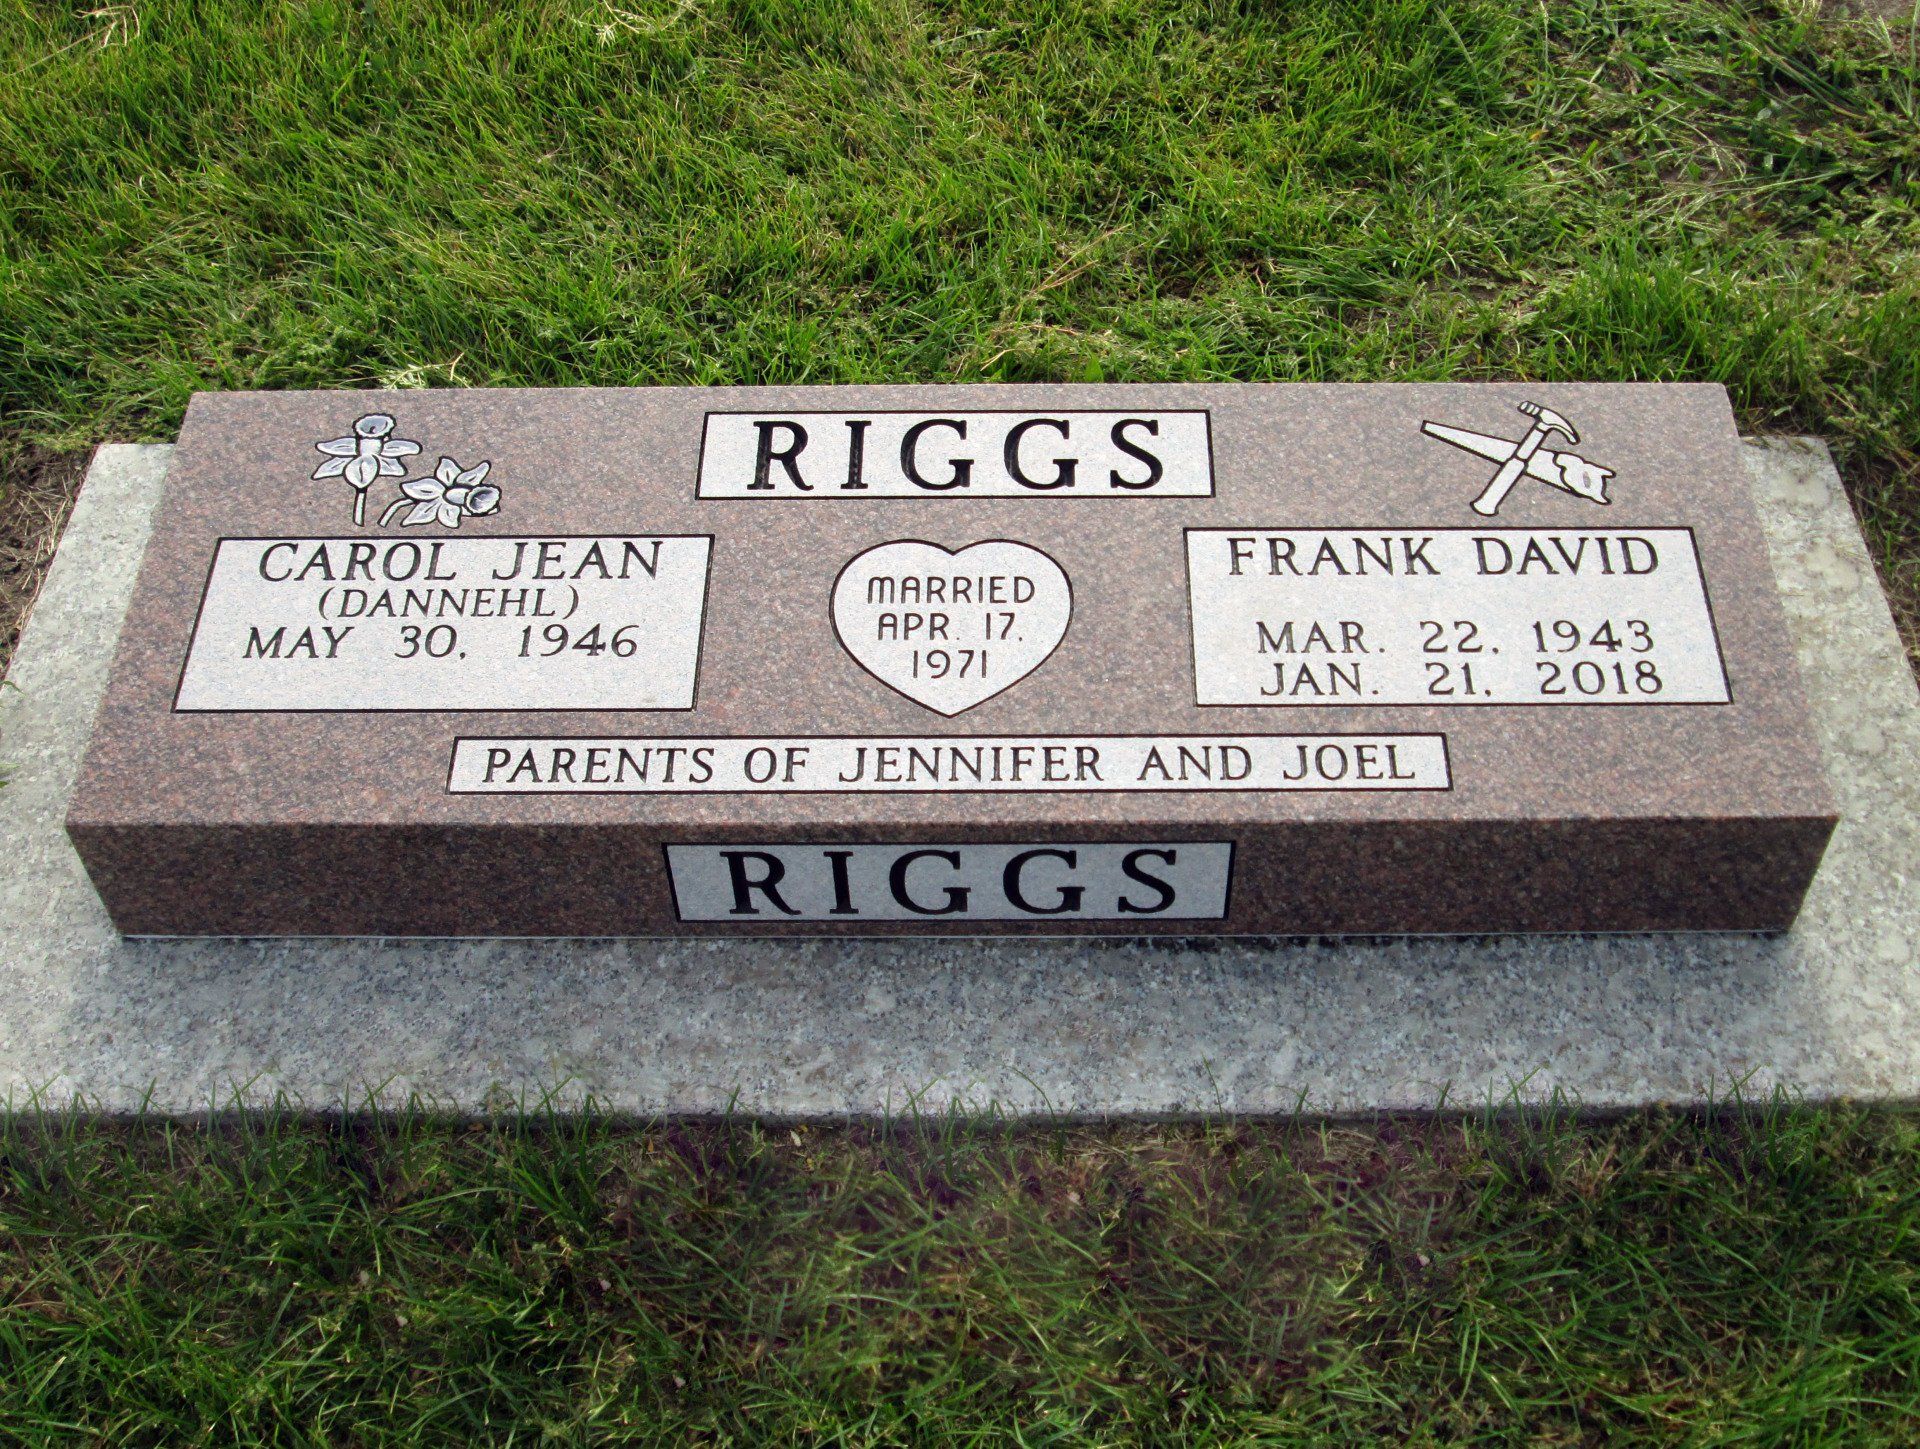 RIGGS
CAROL JEAN
(DANNEHL)
MAY 30, 1946
MARRIED
APR. 17,
1971
FRANK DAVID
MAR. 22, 1943
JAN. 21, 2018
PARENTS OF JENNIFER AND JOEL
RIGGS